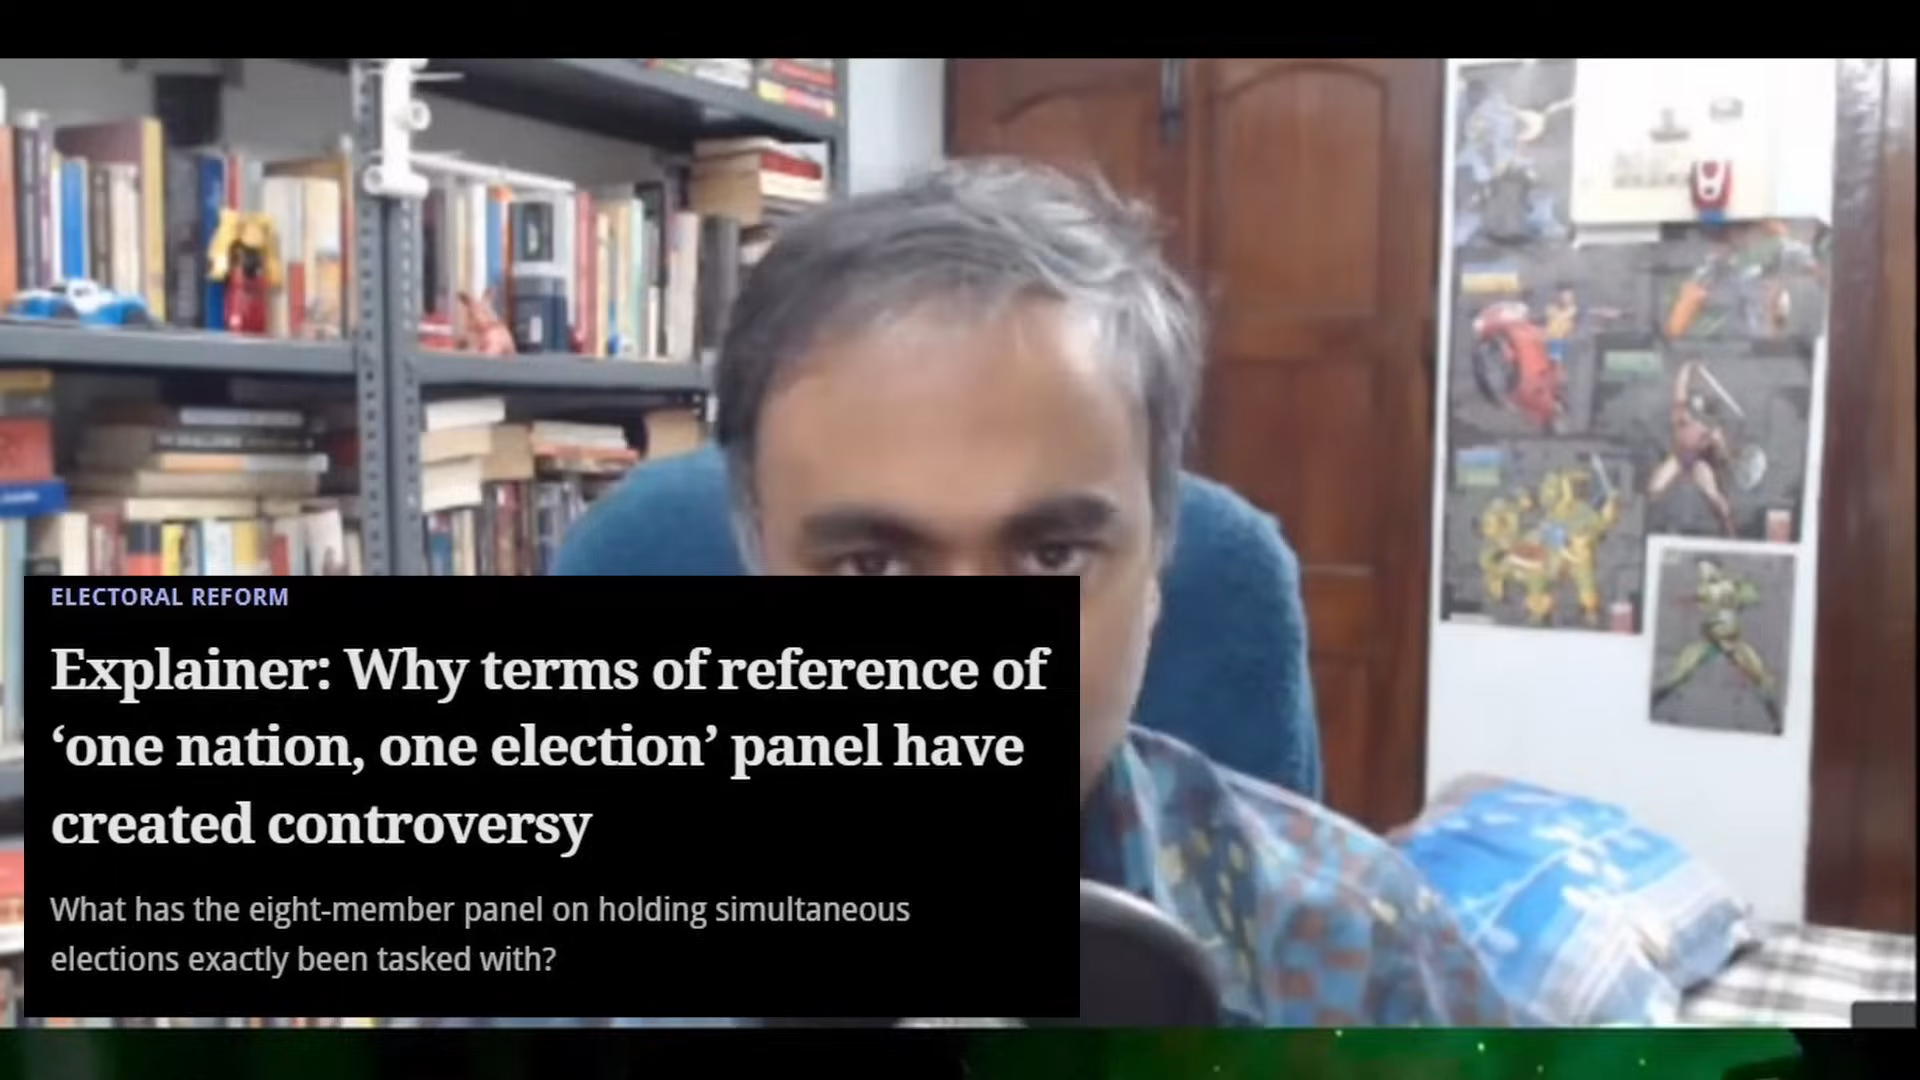 ELECTORAL REFORM
Explainer: Why terms of reference of
‘one nation, one election’ panel have
created controversy
What has the eight-member panel on holding simultaneous
elections exactly been tasked with?